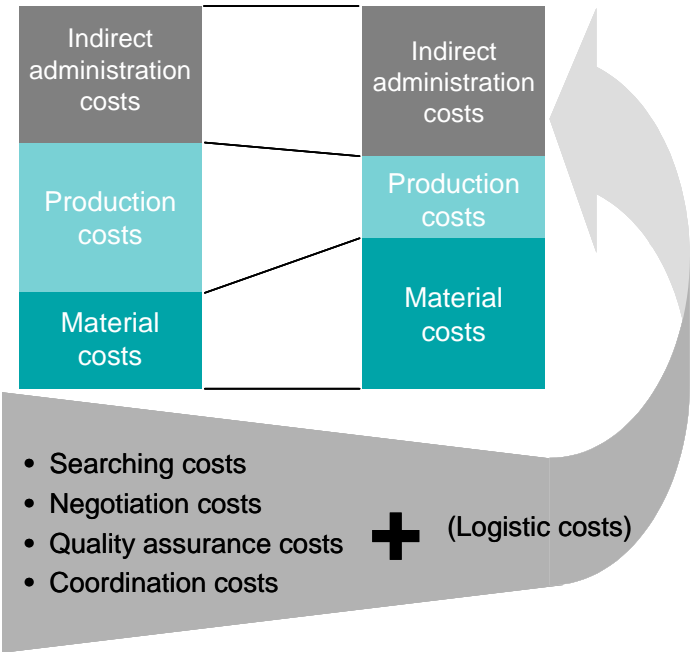 Indirect
administration
costs
Production
costs
Material
costs
Indirect
administration
costs
Production
costs
Material
costs
• Searching costs
• Negotiation costs
• Quality assurance costs
• Coordination costs
+
(Logistic costs)